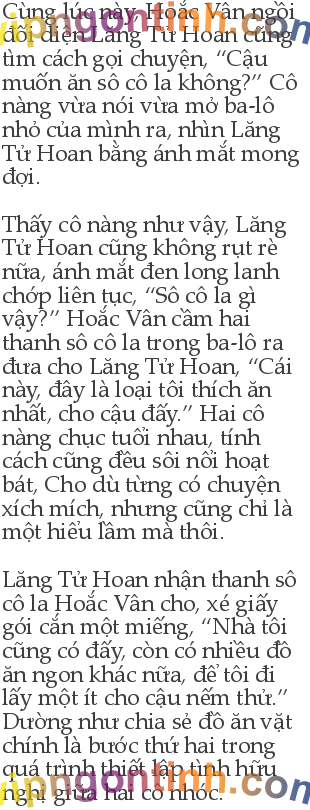 Cùng lúc này, Hoắc Vân ngồi
đối diện Lăng Tử Hoan cũng
tìm cách gọi chuyện, “Cậu
muốn ăn sô cô la không?” Cô
nàng vừa nói vừa mở ba-lô
nhỏ của mình ra, nhìn Lăng
Tử Hoan bằng ánh mắt mong
đợi.
Thấy cô nàng như vậy, Lăng
Tử Hoan cũng không rụt rè
nữa, ánh mắt đen long lanh
chớp liên tục, “Sô cô la gì
vậy?” Hoắc Vân cầm hai
thanh sô cô la trong ba-lô ra
đưa cho Lăng Tử Hoan, “Cái
này, đây là loại tôi thích ăn
nhất, cho cậu đấy.” Hai cô
nàng chục tuổi nhau, tính
cách cũng đều sôi nổi hoạt
bát, Cho dù từng có chuyện
xích mích, nhưng cũng chỉ là
một hiểu lầm mà thôi.
Lăng Tử Hoan nhận thanh sô
cô la Hoắc Vân cho, xé giấy
gói cắn một miếng, “Nhà tôi
cũng có đấy, còn có nhiều đồ
ăn ngon khác nữa, để tôi đi
lấy một ít cho cậu nếm thử.”
Dường như chia sẻ đồ ăn vặt
chính là bước thứ hai trong
quá trình thiết lập tình hữu
nghị giữa hai cô nhóc.